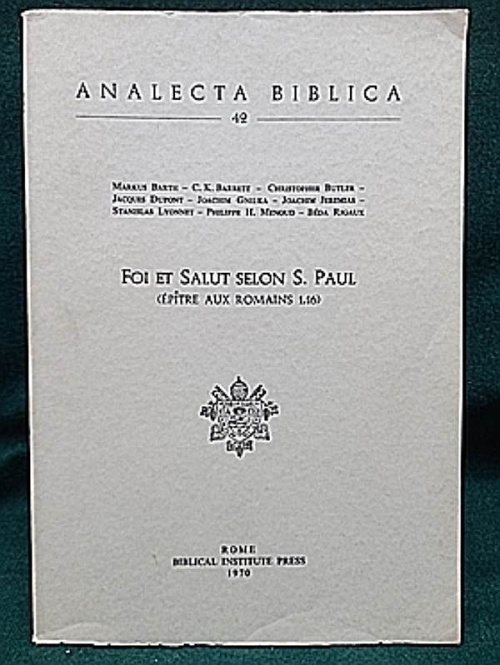 ANALECTA BIBLICA
42
MARKUS BARTH – C. K. BARRETT – CHRISTOPHER BUTLER –
JACQUES DUPONT – JOACHIM GNILKA – JOACHIM JEREMIAS –
STANISLAS LYONNET – PHILIPPE H. MENOUD – BÉDA RIGAUX
FOI ET SALUT SELON S. PAUL
(ÉPÎTRE AUX ROMAINS 1,16)
ROME
BIBLICAL INSTITUTE PRESS
1970